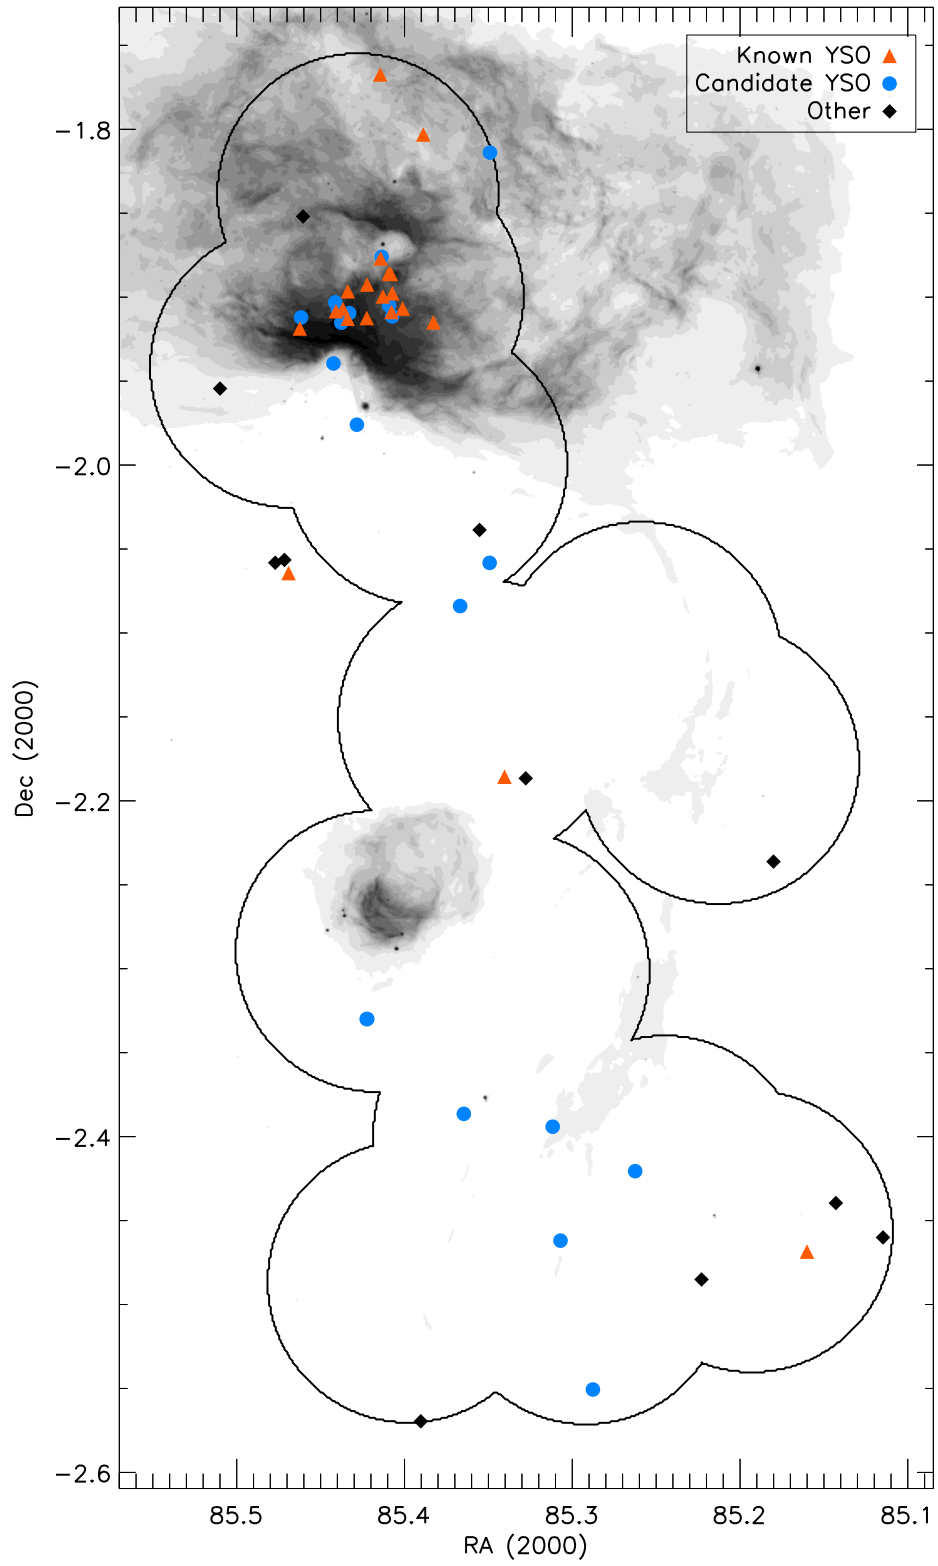 Known YSO
Candidate YSO
Other
−1.8
−2.0
−2.2
−2.4
−2.6
Dec (2000)
85.5
85.4
85.3
85.2
85.1
RA (2000)